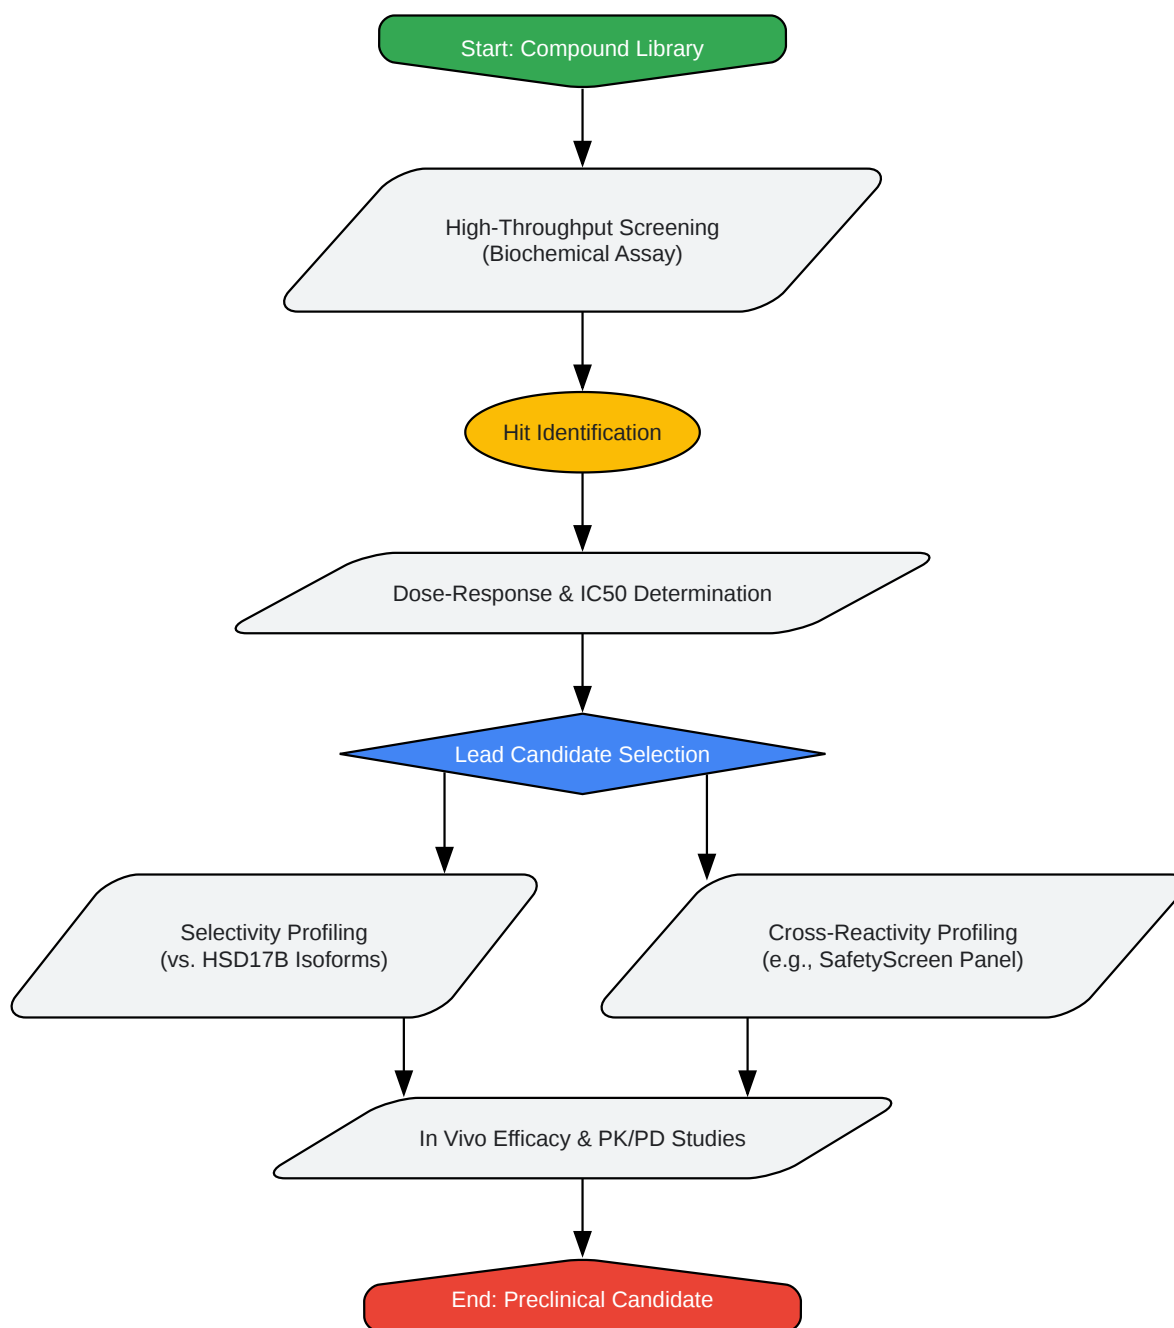 Start: Compound Library
High-Throughput Screening
(Biochemical Assay)
Hit Identification
Dose-Response & IC50 Determination
Lead Candidate Selection
Selectivity Profiling
(vs. HSD17B Isoforms)
Cross-Reactivity Profiling
(e.g., SafetyScreen Panel)
In Vivo Efficacy & PK/PD Studies
End: Preclinical Candidate